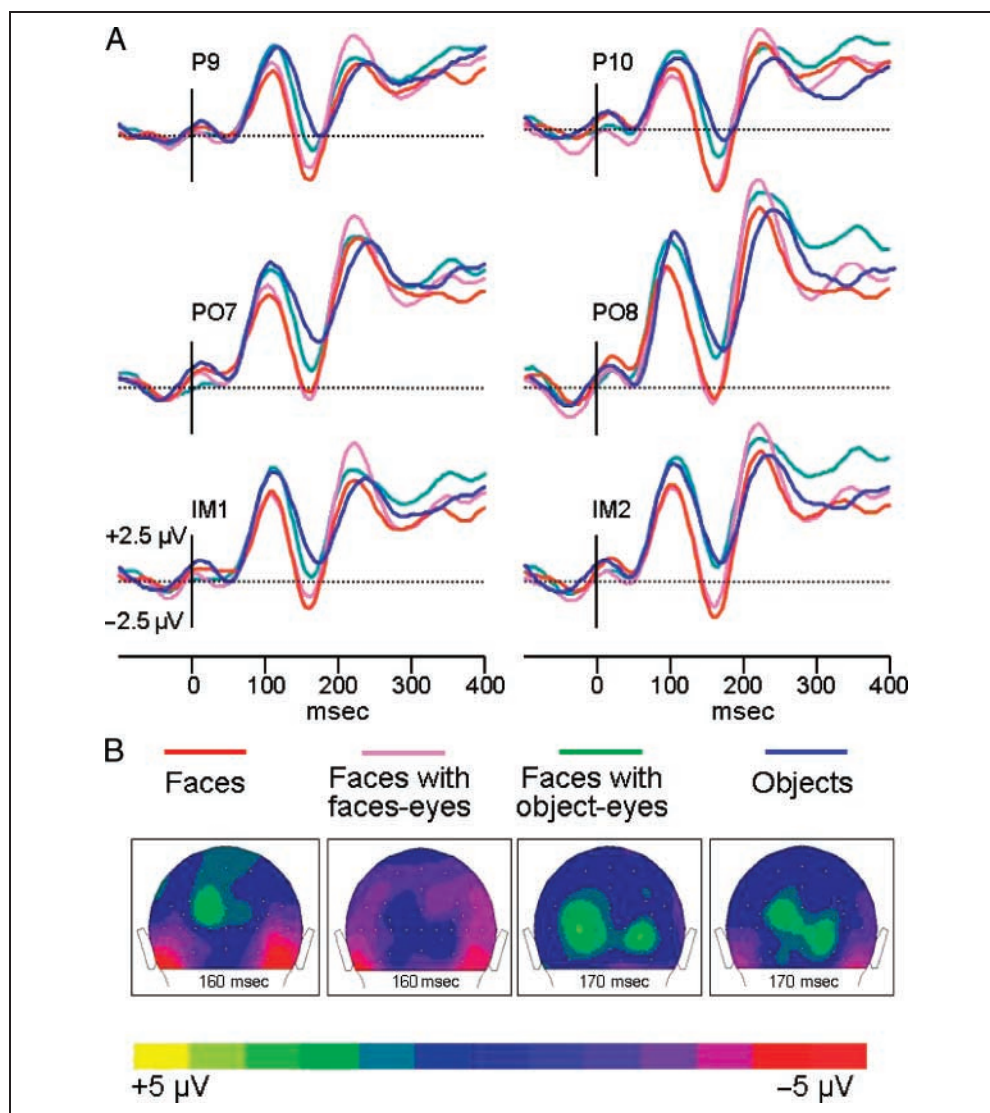 A
P9 P10
PO7 PO8
IM1 IM2
+2.5 µV
−2.5 µV
0 100 200 300 400 0 100 200 300 400
msec msec
B
Faces Faces with faces-eyes Faces with object-eyes Objects
160 msec 160 msec 170 msec 170 msec
+5 µV −5 µV